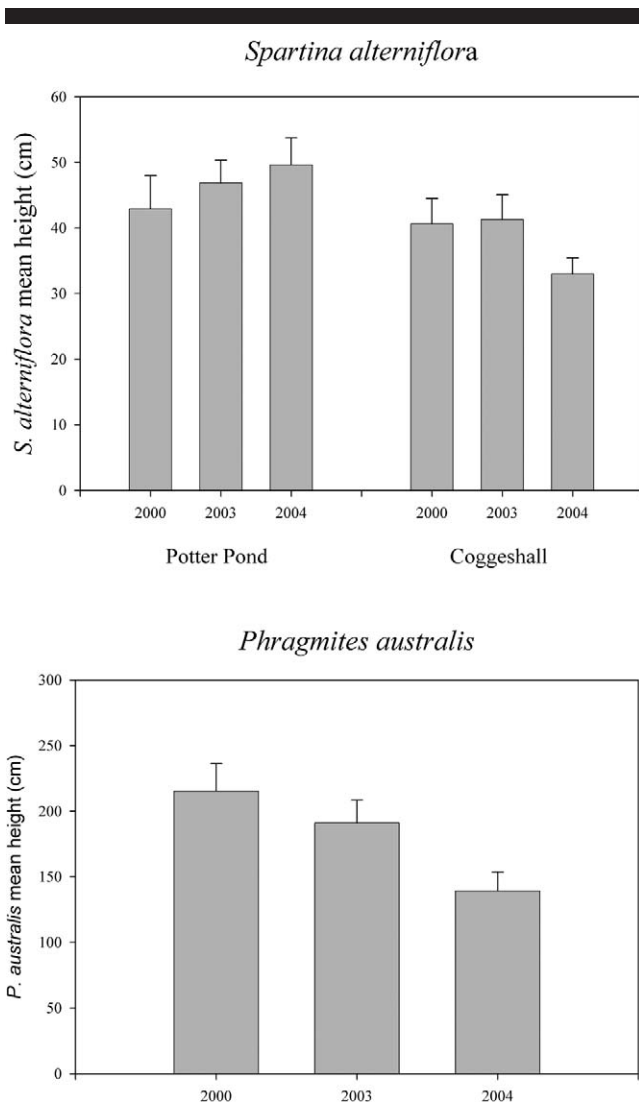 Spartina alterniflora
S. alterniflora mean height (cm)
60
50
40
30
20
10
0
2000 2003 2004 2000 2003 2004
Potter Pond Coggeshall
Phragmites australis
P. australis mean height (cm)
300
250
200
150
100
50
0
2000 2003 2004